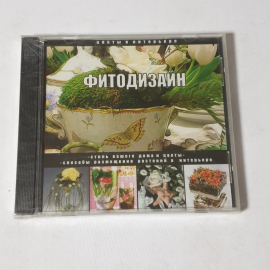 ЦВЕТЫ В ИНТЕРЬЕРЕ
ФИТОДИЗАЙН
-СТИЛЬ ВАШЕГО ДОМА И ЦВЕТЫ-
-СПОСОБЫ РАЗМЕЩЕНИЯ РАСТЕНИЙ В ИНТЕРЬЕРЕ